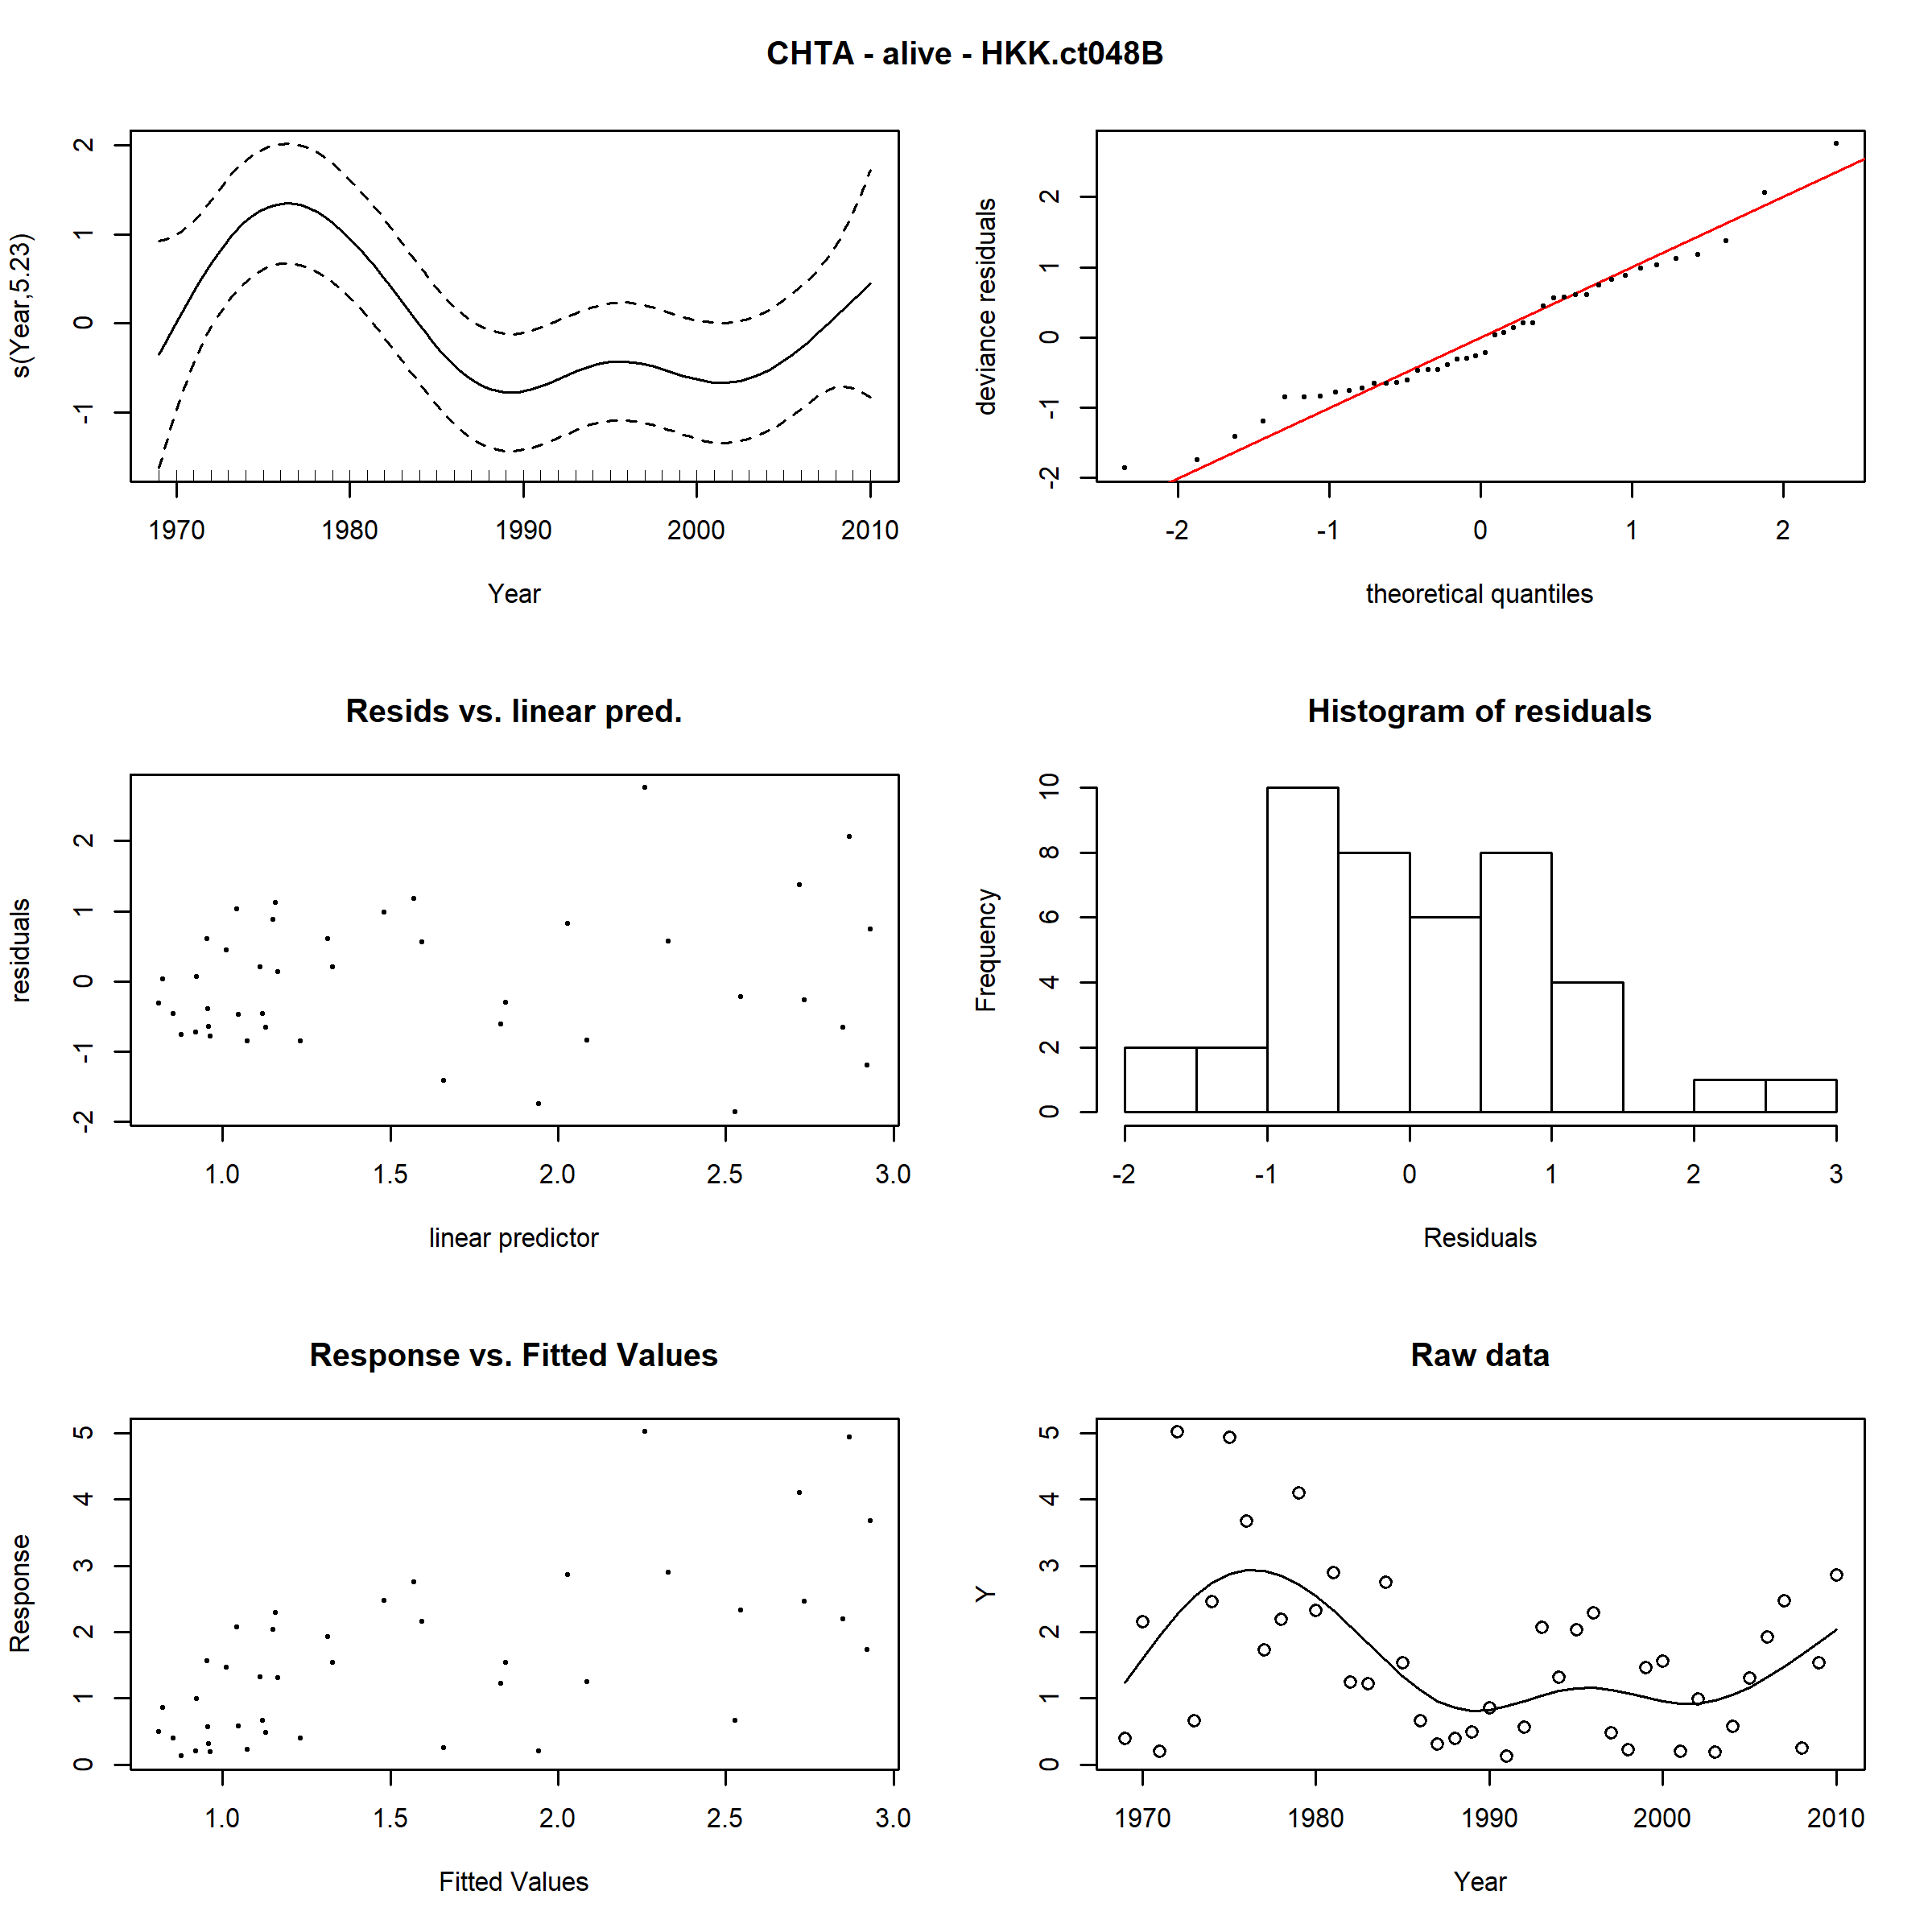 CHTA - alive - HKK.ct048B
s(Year,5.23)
2
1
0
-1
1970 1980 1990 2000 2010
Year
deviance residuals
2
1
0
-1
-2
-2 -1 0 1 2
theoretical quantiles
Resids vs. linear pred.
residuals
2
1
0
-1
-2
1.0 1.5 2.0 2.5 3.0
linear predictor
Histogram of residuals
Frequency
10
8
6
4
2
0
-2 -1 0 1 2 3
Residuals
Response vs. Fitted Values
Response
5
4
3
2
1
0
1.0 1.5 2.0 2.5 3.0
Fitted Values
Raw data
Y
5
4
3
2
1
0
1970 1980 1990 2000 2010
Year